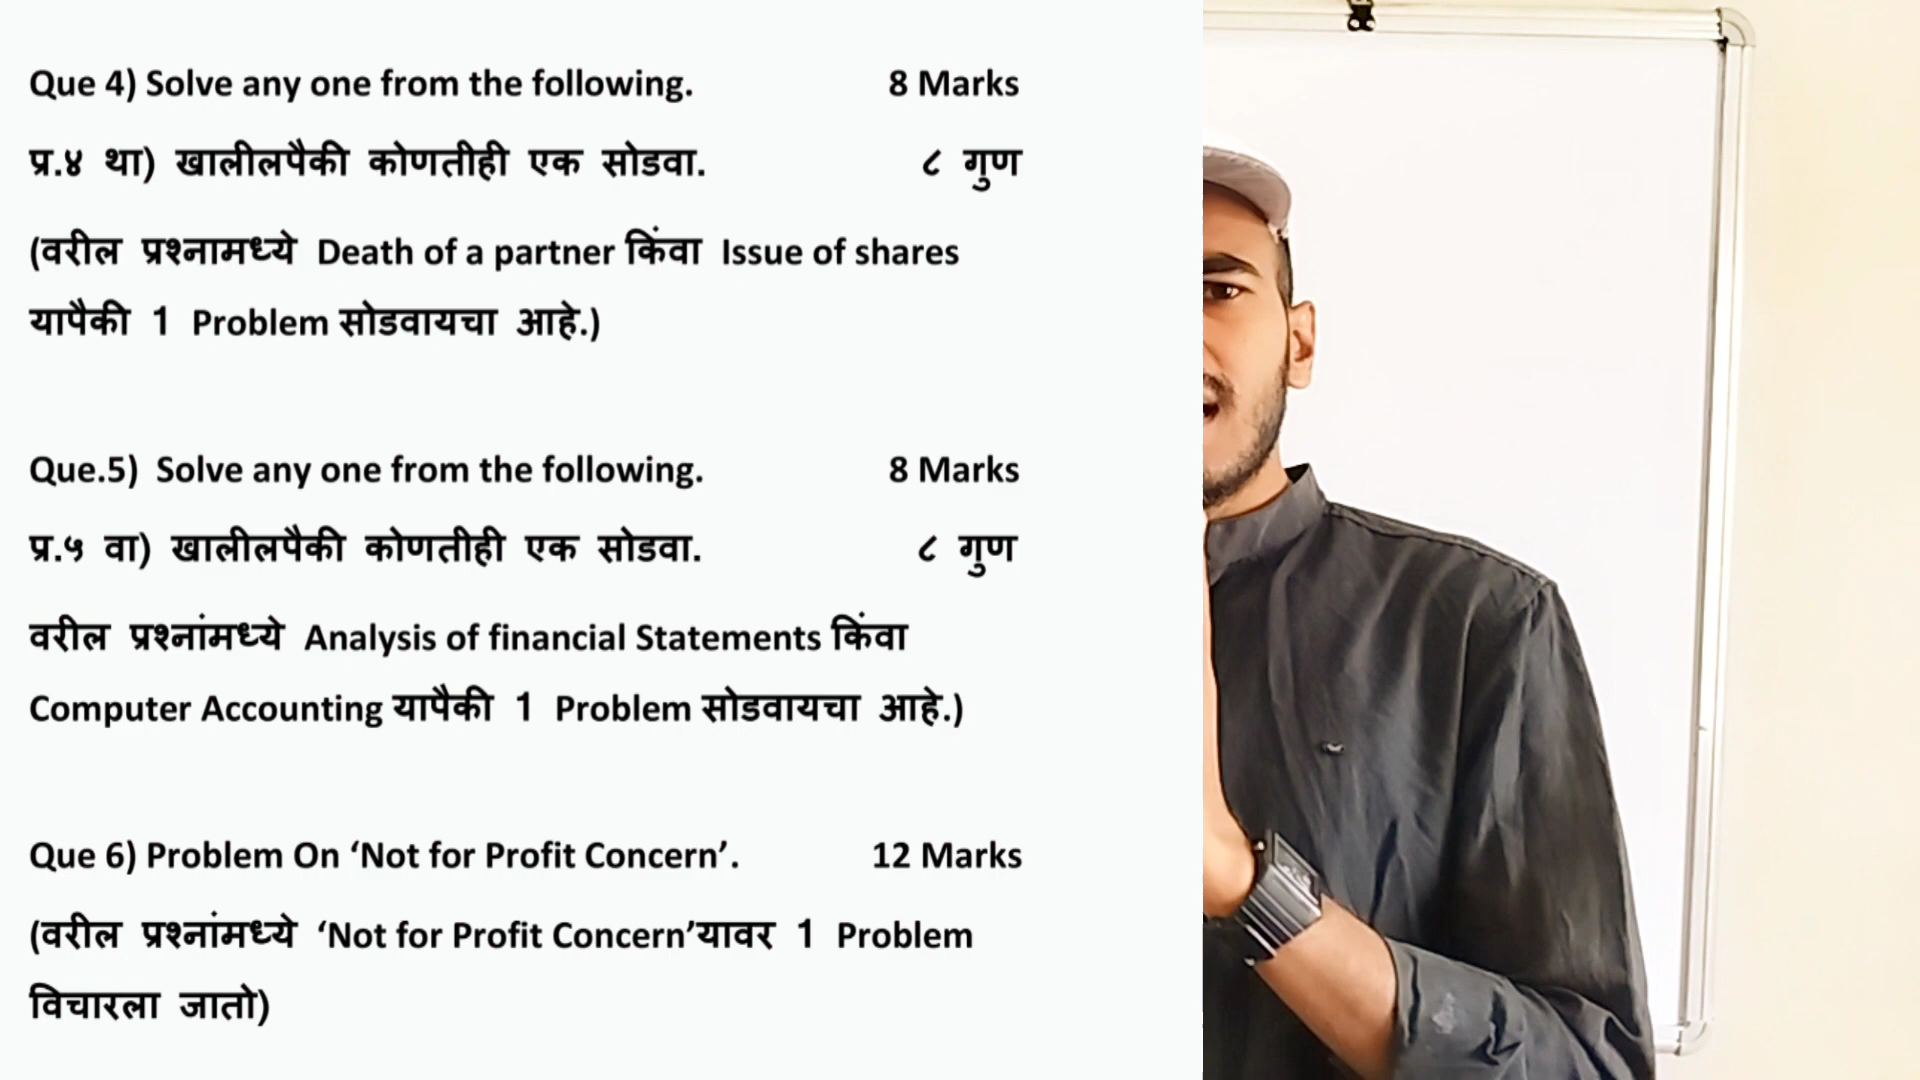 Que 4) Solve any one from the following. 8 Marks
प्र.४ था) खालीलपैकी कोणतीही एक सोडवा. ८ गुण
(वरील प्रश्नामध्ये Death of a partner किंवा Issue of shares
यापैकी 1 Problem सोडवायचा आहे.)
Que.5) Solve any one from the following. 8 Marks
प्र.५ वा) खालीलपैकी कोणतीही एक सोडवा. ८ गुण
वरील प्रश्नांमध्ये Analysis of financial Statements किंवा
Computer Accounting यापैकी 1 Problem सोडवायचा आहे.)
Que 6) Problem On ‘Not for Profit Concern’. 12 Marks
(वरील प्रश्नांमध्ये ‘Not for Profit Concern’यावर 1 Problem
विचारला जातो)